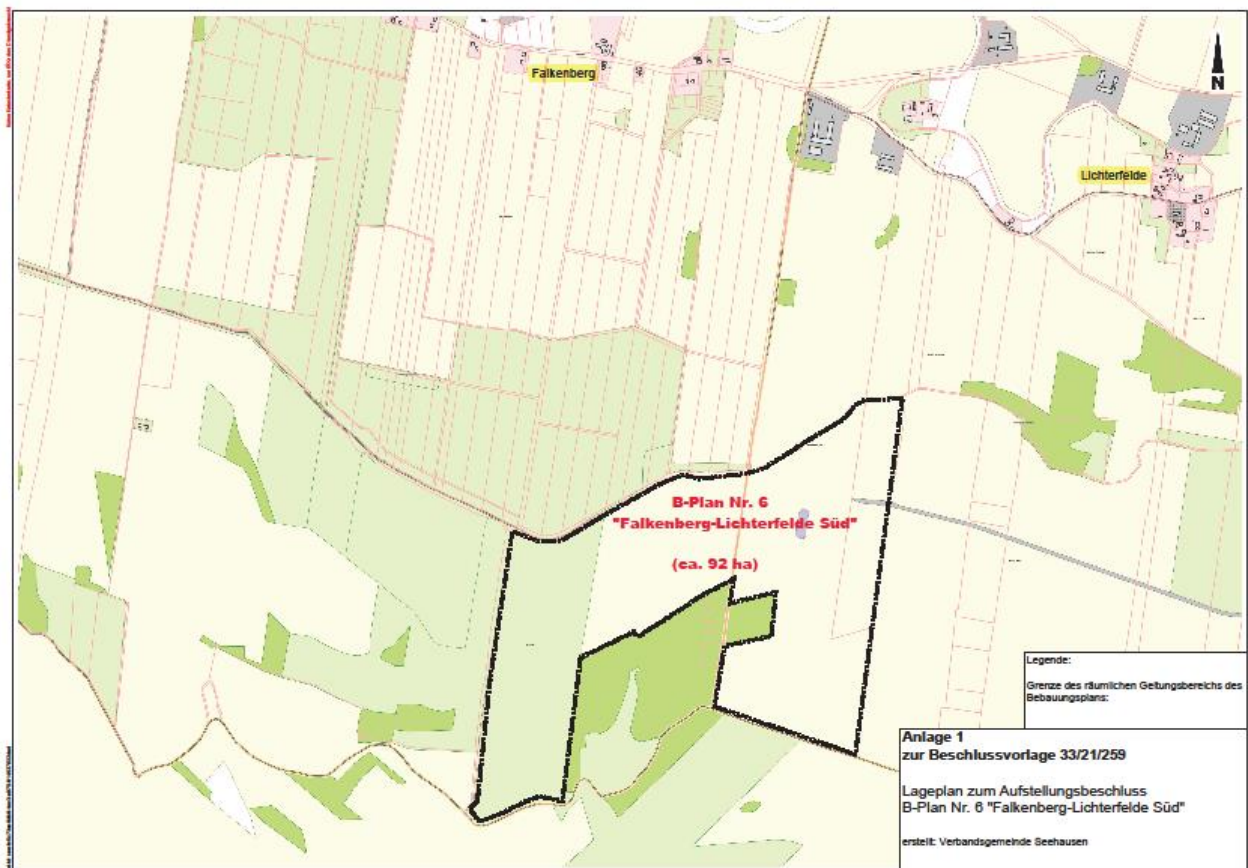 Falkenberg
N
Lichterfelde
B-Plan Nr. 6
"Falkenberg-Lichterfelde Süd"
(ca. 92 ha)
Legende:
Grenze des räumlichen Geltungsbereichs des
Bebauungsplans:
Anlage 1
zur Beschlussvorlage 33/21/259
Lageplan zum Aufstellungsbeschluss
B-Plan Nr. 6 "Falkenberg-Lichterfelde Süd"
erstellt: Verbandsgemeinde Seehausen